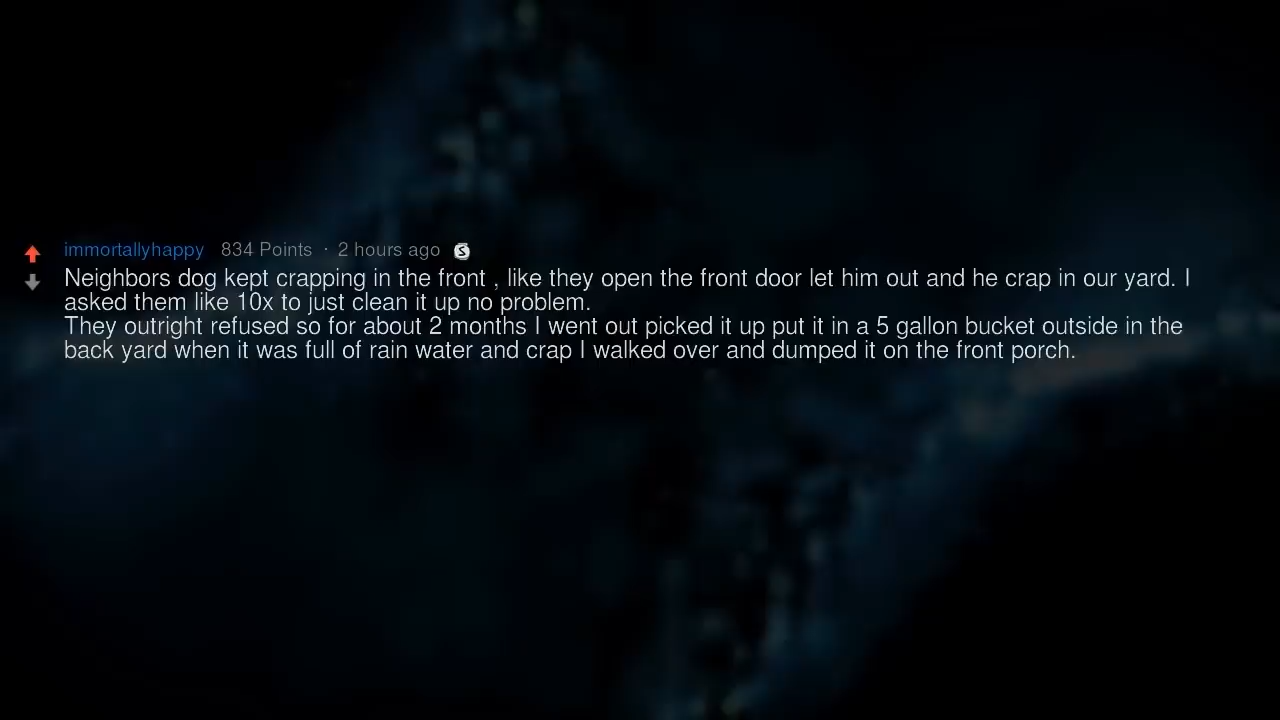 immortallyhappy 834 Points · 2 hours ago S
Neighbors dog kept crapping in the front , like they open the front door let him out and he crap in our yard. I
asked them like 10x to just clean it up no problem.
They outright refused so for about 2 months I went out picked it up put it in a 5 gallon bucket outside in the
back yard when it was full of rain water and crap I walked over and dumped it on the front porch.